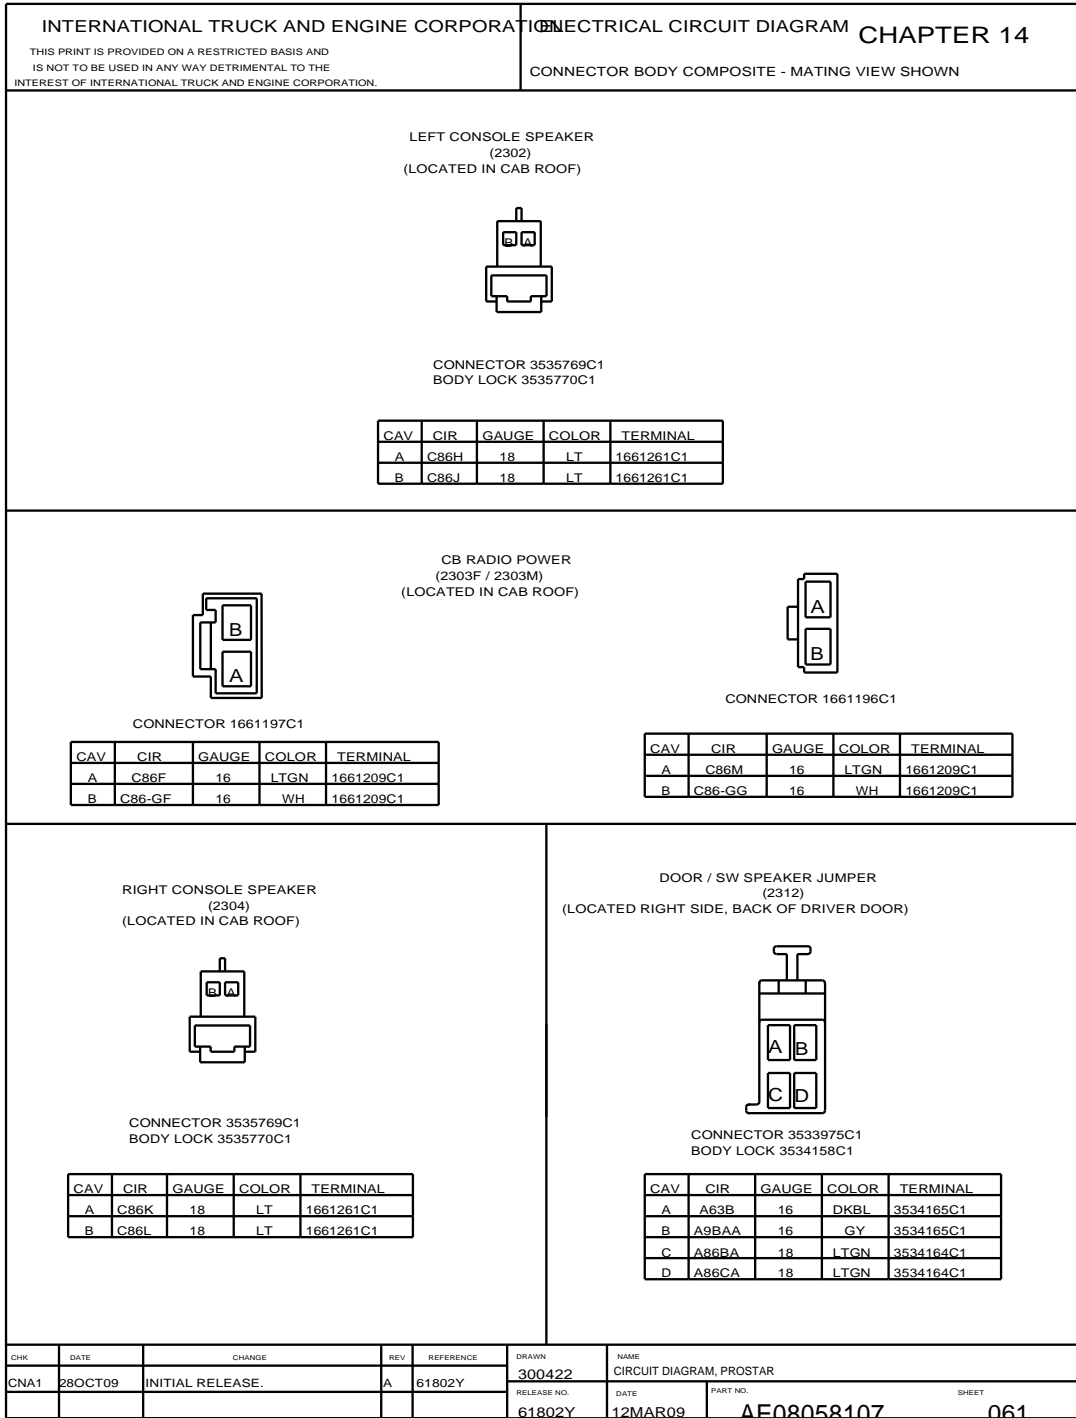 INTERNATIONAL TRUCK AND ENGINE CORPORATION
THIS PRINT IS PROVIDED ON A RESTRICTED BASIS AND
IS NOT TO BE USED IN ANY WAY DETRIMENTAL TO THE
INTEREST OF INTERNATIONAL TRUCK AND ENGINE CORPORATION.
ELECTRICAL CIRCUIT DIAGRAM CHAPTER 14
CONNECTOR BODY COMPOSITE - MATING VIEW SHOWN
LEFT CONSOLE SPEAKER
(2302)
(LOCATED IN CAB ROOF)
B A
CONNECTOR 3535769C1
BODY LOCK 3535770C1
CAV CIR GAUGE COLOR TERMINAL
A C86H 18 LT 1661261C1
B C86J 18 LT 1661261C1
CB RADIO POWER
(2303F / 2303M)
(LOCATED IN CAB ROOF)
B
A
CONNECTOR 1661197C1
CAV CIR GAUGE COLOR TERMINAL
A C86F 16 LTGN 1661209C1
B C86-GF 16 WH 1661209C1
A
B
CONNECTOR 1661196C1
CAV CIR GAUGE COLOR TERMINAL
A C86M 16 LTGN 1661209C1
B C86-GG 16 WH 1661209C1
RIGHT CONSOLE SPEAKER
(2304)
(LOCATED IN CAB ROOF)
B A
CONNECTOR 3535769C1
BODY LOCK 3535770C1
CAV CIR GAUGE COLOR TERMINAL
A C86K 18 LT 1661261C1
B C86L 18 LT 1661261C1
DOOR / SW SPEAKER JUMPER
(2312)
(LOCATED RIGHT SIDE, BACK OF DRIVER DOOR)
A B
C D
CONNECTOR 3533975C1
BODY LOCK 3534158C1
CAV CIR GAUGE COLOR TERMINAL
A A63B 16 DKBL 3534165C1
B A9BAA 16 GY 3534165C1
C A86BA 18 LTGN 3534164C1
D A86CA 18 LTGN 3534164C1
CHK DATE CHANGE REV REFERENCE
CNA1 28OCT09 INITIAL RELEASE. A 61802Y
DRAWN
300422
NAME
CIRCUIT DIAGRAM, PROSTAR
RELEASE NO.
61802Y
DATE
12MAR09
PART NO.
AE08058107
SHEET
061